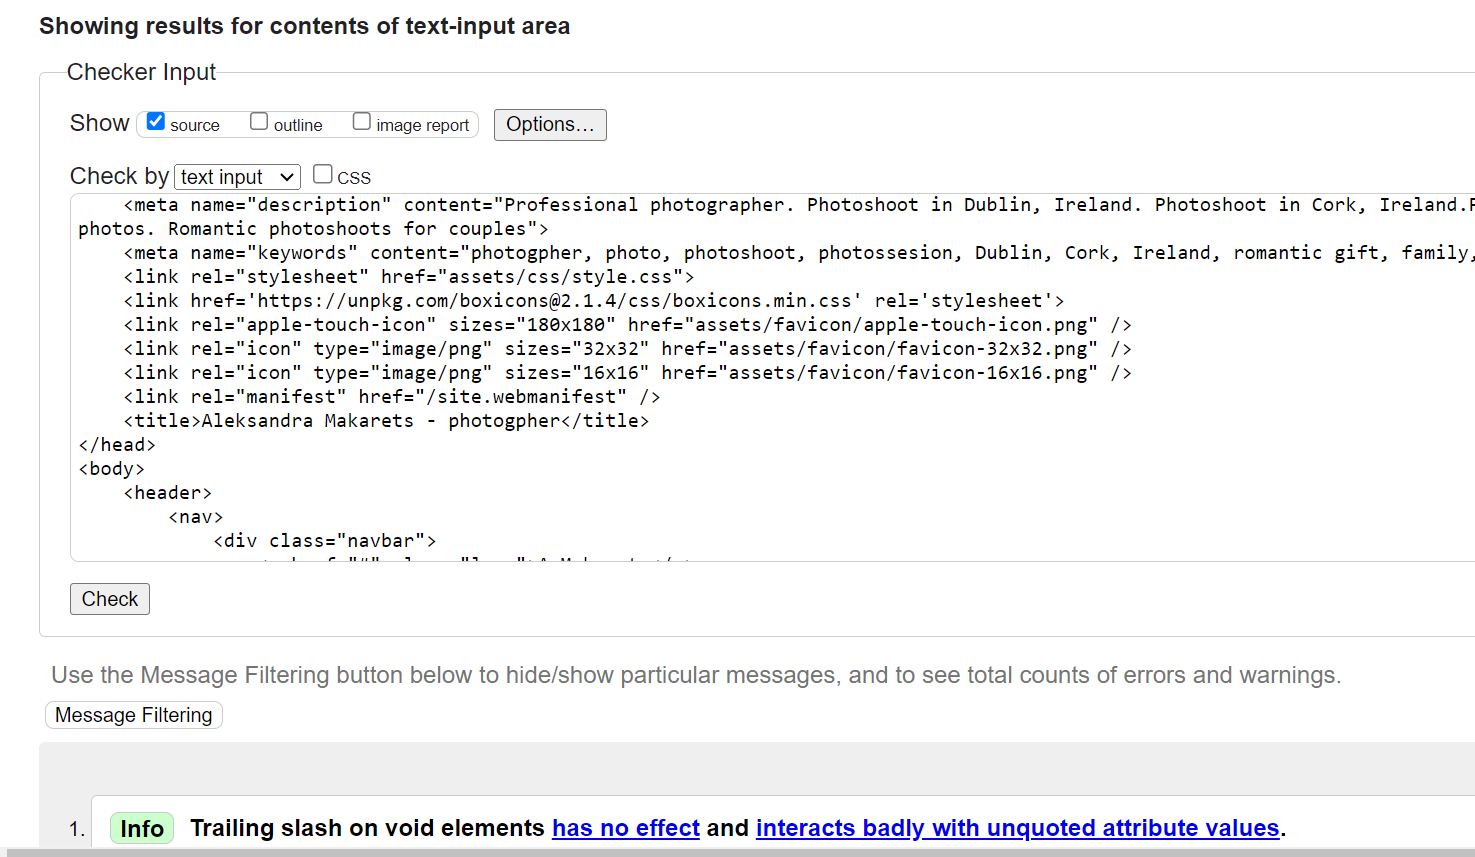 Showing results for contents of text-input area
Checker Input
Show source outline image report Options...
Check by text input CSS
<meta name="description" content="Professional photographer. Photoshoot in Dublin, Ireland. Photoshoot in Cork, Ireland.
photos. Romantic photoshoots for couples">
<meta name="keywords" content="photogpher, photo, photoshoot, photossesion, Dublin, Cork, Ireland, romantic gift, family,
<link rel="stylesheet" href="assets/css/style.css">
<link href='https://unpkg.com/boxicons@2.1.4/css/boxicons.min.css' rel='stylesheet'>
<link rel="apple-touch-icon" sizes="180x180" href="assets/favicon/apple-touch-icon.png" />
<link rel="icon" type="image/png" sizes="32x32" href="assets/favicon/favicon-32x32.png" />
<link rel="icon" type="image/png" sizes="16x16" href="assets/favicon/favicon-16x16.png" />
<link rel="manifest" href="/site.webmanifest" />
<title>Aleksandra Makarets - photogpher</title>
</head>
<body>
<header>
<nav>
<div class="navbar">
Check
Use the Message Filtering button below to hide/show particular messages, and to see total counts of errors and warnings.
Message Filtering
1. Info Trailing slash on void elements has no effect and interacts badly with unquoted attribute values.